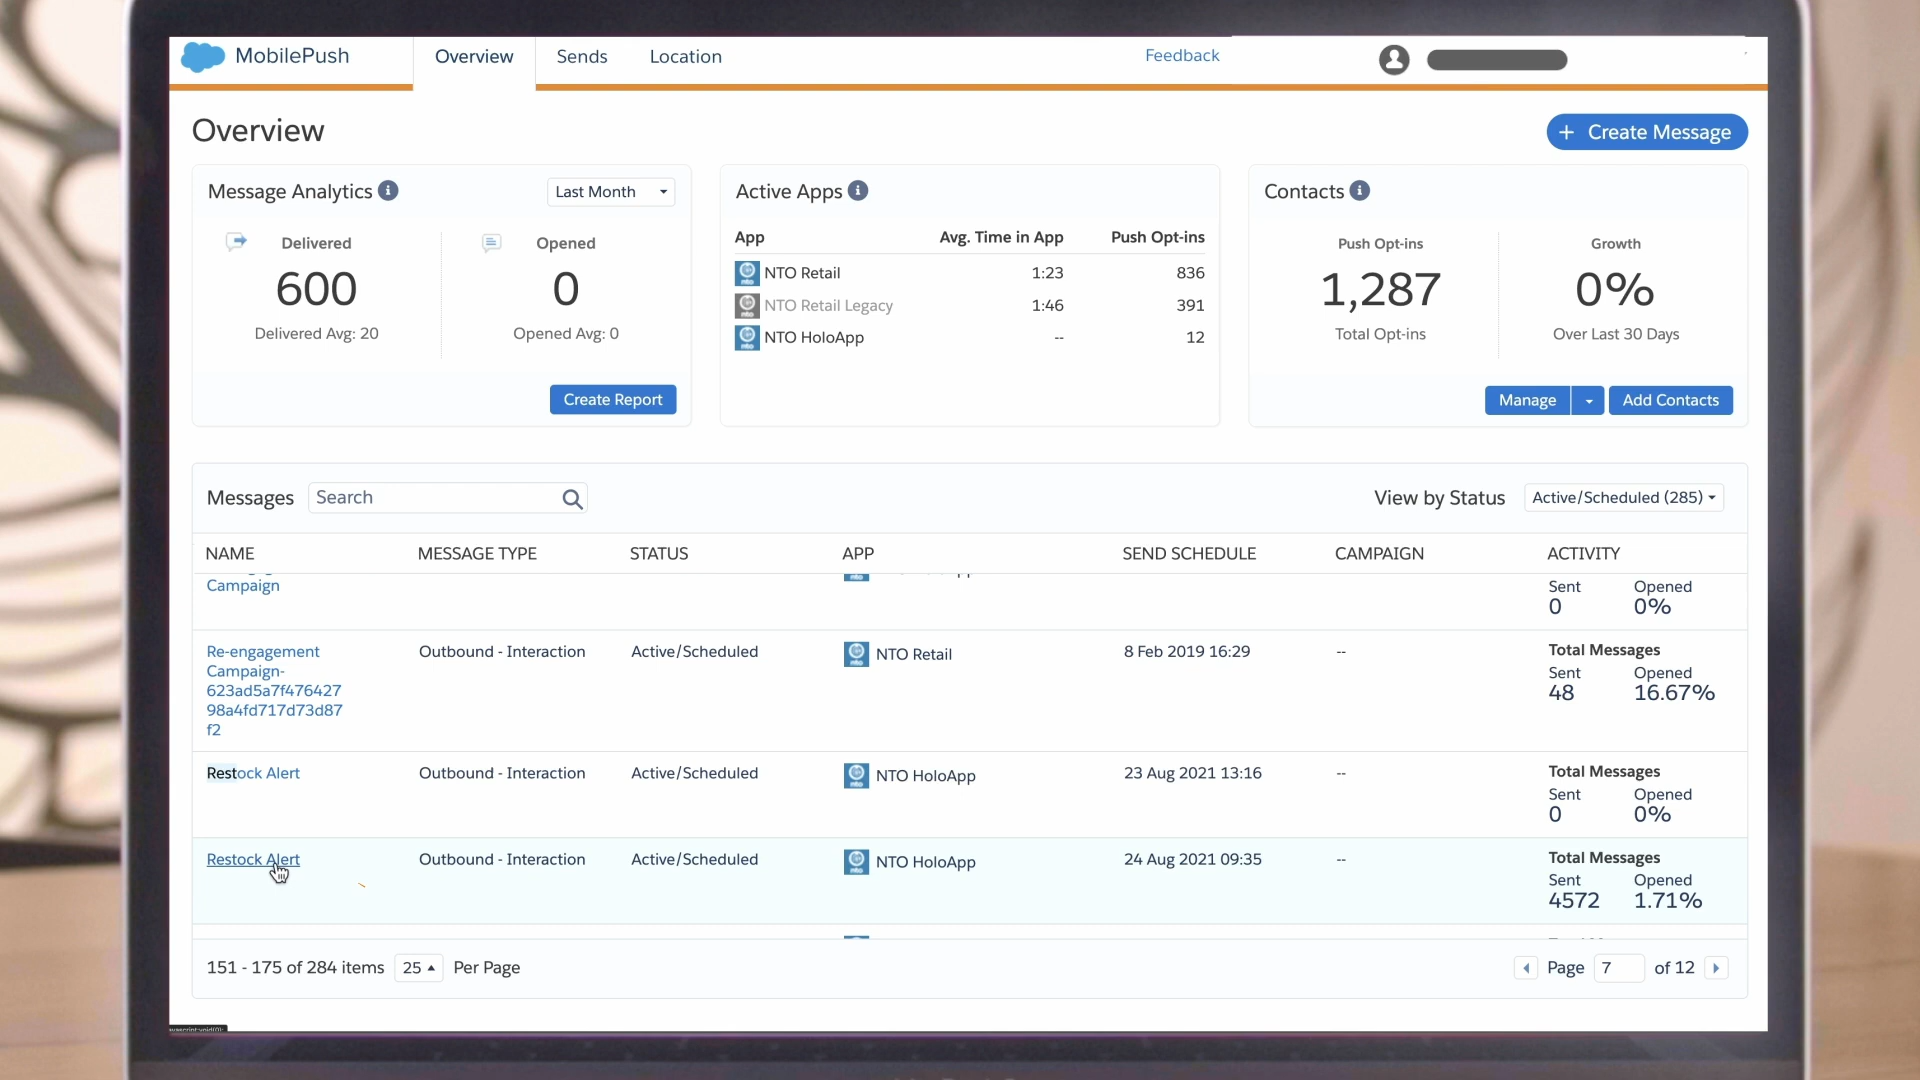 MobilePush
Overview
Sends
Location
Feedback
Overview
+ Create Message
Message Analytics
Last Month
Delivered
600
Delivered Avg: 20
Opened
0
Opened Avg: 0
Create Report
Active Apps
App Avg. Time in App Push Opt-ins
NTO Retail 1:23 836
NTO Retail Legacy 1:46 391
NTO HoloApp -- 12
Contacts
Push Opt-ins
1,287
Total Opt-ins
Growth
0%
Over Last 30 Days
Manage
Add Contacts
Messages
Search
View by Status
Active/Scheduled (285)
NAME MESSAGE TYPE STATUS APP SEND SCHEDULE CAMPAIGN ACTIVITY
Campaign
Sent Opened
0 0%
Re-engagement
Campaign-
623ad5a7f476427
98a4fd717d73d87
f2
Outbound - Interaction
Active/Scheduled
NTO Retail
8 Feb 2019 16:29
--
Total Messages
Sent Opened
48 16.67%
Restock Alert
Outbound - Interaction
Active/Scheduled
NTO HoloApp
23 Aug 2021 13:16
--
Total Messages
Sent Opened
0 0%
Restock Alert
Outbound - Interaction
Active/Scheduled
NTO HoloApp
24 Aug 2021 09:35
--
Total Messages
Sent Opened
4572 1.71%
151 - 175 of 284 items
25
Per Page
Page 7 of 12